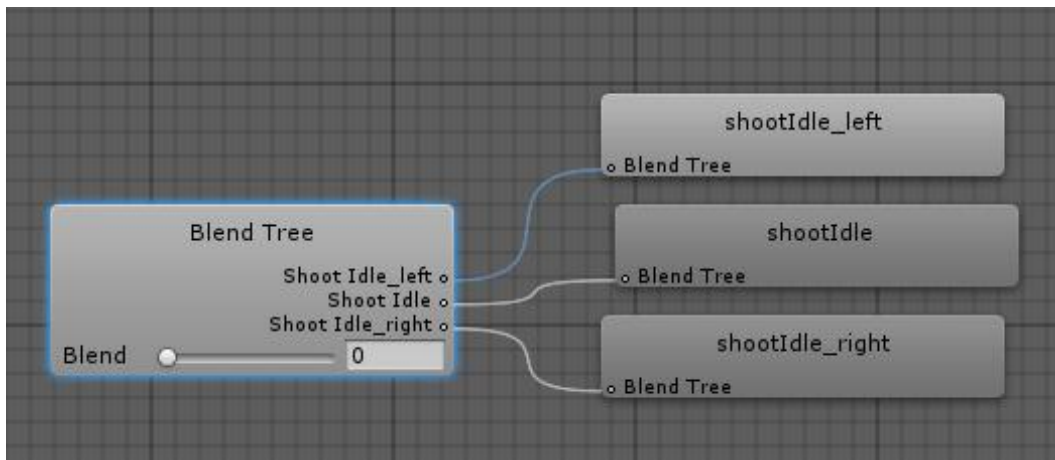 Blend Tree
Shoot Idle_left
Shoot Idle
Shoot Idle_right
Blend 0
shootIdle_left
Blend Tree
shootIdle
Blend Tree
shootIdle_right
Blend Tree